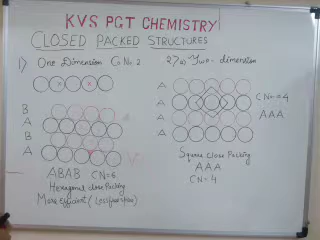 KVS PGT CHEMISTRY
CLOSED PACKED STRUCTURES
1) One Dimension CN=2
2) a) Two-dimension
B
A
B
A
ABAB CN=6
Hexagonal close Packing
More Efficient (Less free space)
A
A
A
A
CN=4
AAA
Square Close Packing
AAA
CN=4